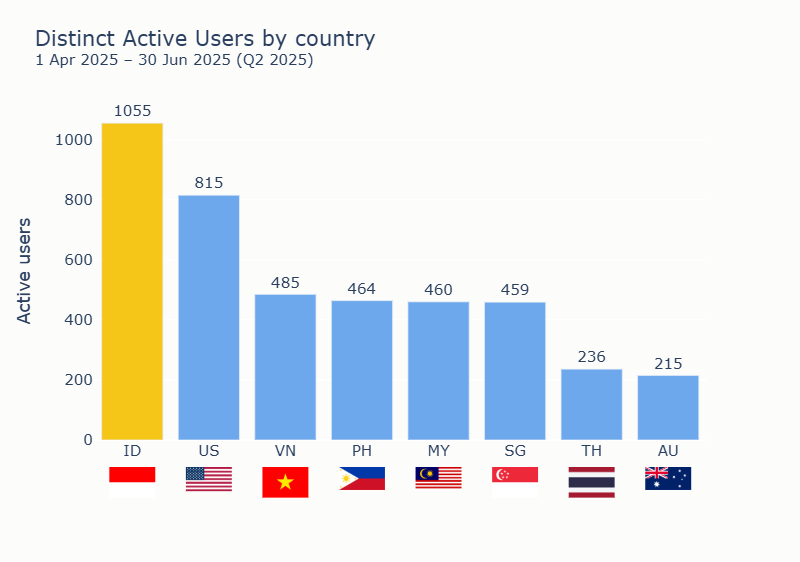 Distinct Active Users by country
1 Apr 2025 – 30 Jun 2025 (Q2 2025)
Active users
1000
800
600
400
200
0
1055
815
485
464
460
459
236
215
ID
US
VN
PH
MY
SG
TH
AU